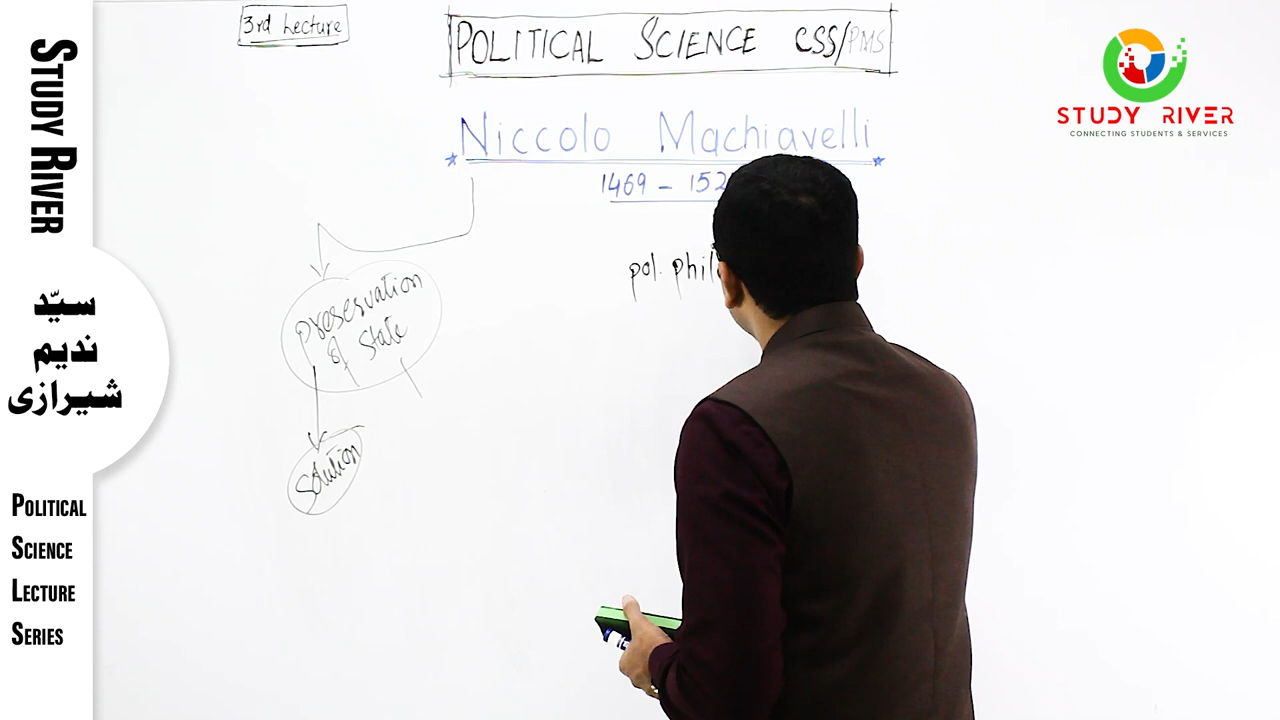 3rd Lecture
POLITICAL SCIENCE CSS/PMS
Niccolo Machiavelli
1469 - 152
pol. phil
preservation
of state
solution
STUDY RIVER
CONNECTING STUDENTS & SERVICES
STUDY RIVER
سیّد
ندیم
شیرازی
POLITICAL
SCIENCE
LECTURE
SERIES